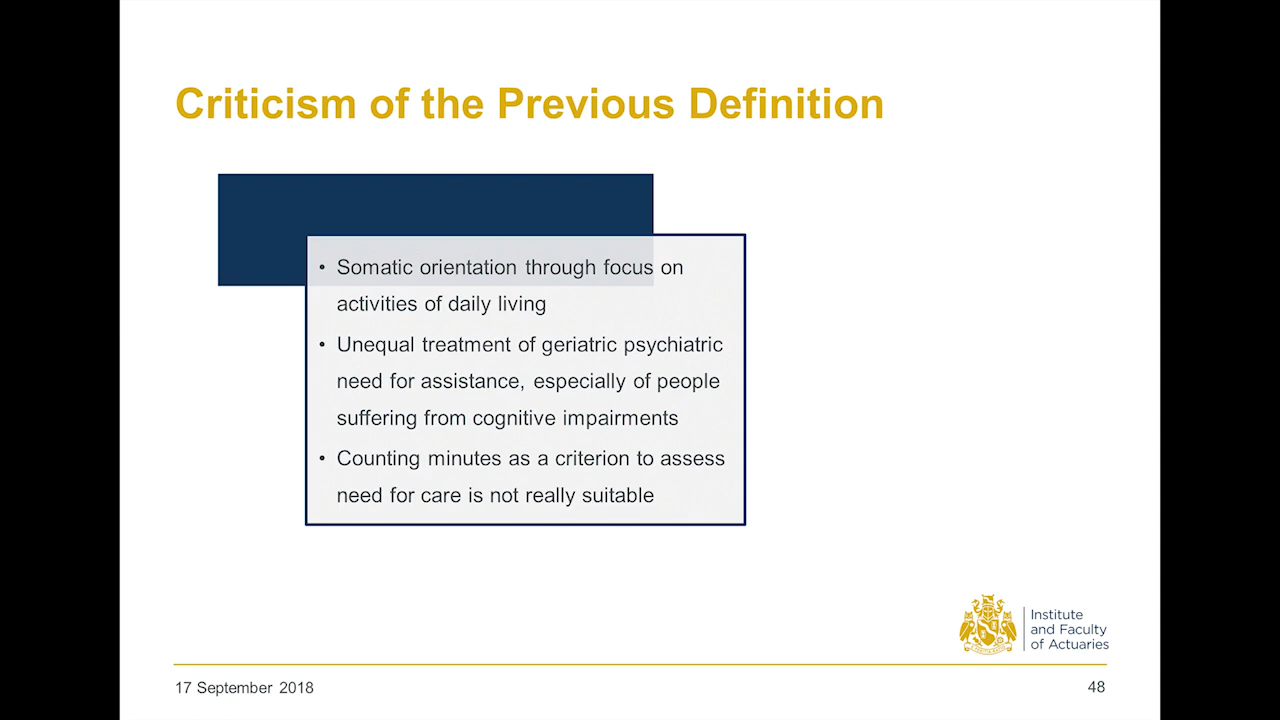 Criticism of the Previous Definition
• Somatic orientation through focus on
activities of daily living
• Unequal treatment of geriatric psychiatric
need for assistance, especially of people
suffering from cognitive impairments
• Counting minutes as a criterion to assess
need for care is not really suitable
Institute
and Faculty
of Actuaries
17 September 2018
48